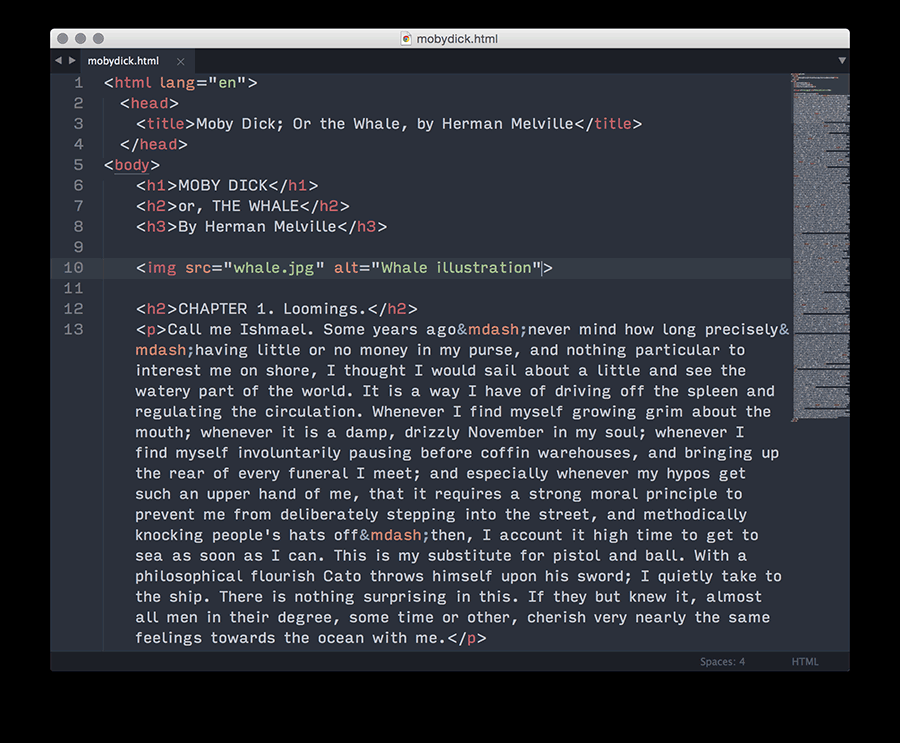 mobydick.html
mobydick.html
1 <html lang="en">
2 <head>
3 <title>Moby Dick; Or the Whale, by Herman Melville</title>
4 </head>
5 <body>
6 <h1>MOBY DICK</h1>
7 <h2>or, THE WHALE</h2>
8 <h3>By Herman Melville</h3>
9
10 <img src="whale.jpg" alt="Whale illustration">
11
12 <h2>CHAPTER 1. Loomings.</h2>
13 <p>Call me Ishmael. Some years ago&mdash;never mind how long precisely&
mdash;having little or no money in my purse, and nothing particular to
interest me on shore, I thought I would sail about a little and see the
watery part of the world. It is a way I have of driving off the spleen and
regulating the circulation. Whenever I find myself growing grim about the
mouth; whenever it is a damp, drizzly November in my soul; whenever I
find myself involuntarily pausing before coffin warehouses, and bringing up
the rear of every funeral I meet; and especially whenever my hypos get
such an upper hand of me, that it requires a strong moral principle to
prevent me from deliberately stepping into the street, and methodically
knocking people's hats off&mdash;then, I account it high time to get to
sea as soon as I can. This is my substitute for pistol and ball. With a
philosophical flourish Cato throws himself upon his sword; I quietly take to
the ship. There is nothing surprising in this. If they but knew it, almost
all men in their degree, some time or other, cherish very nearly the same
feelings towards the ocean with me.</p>
Spaces: 4 HTML